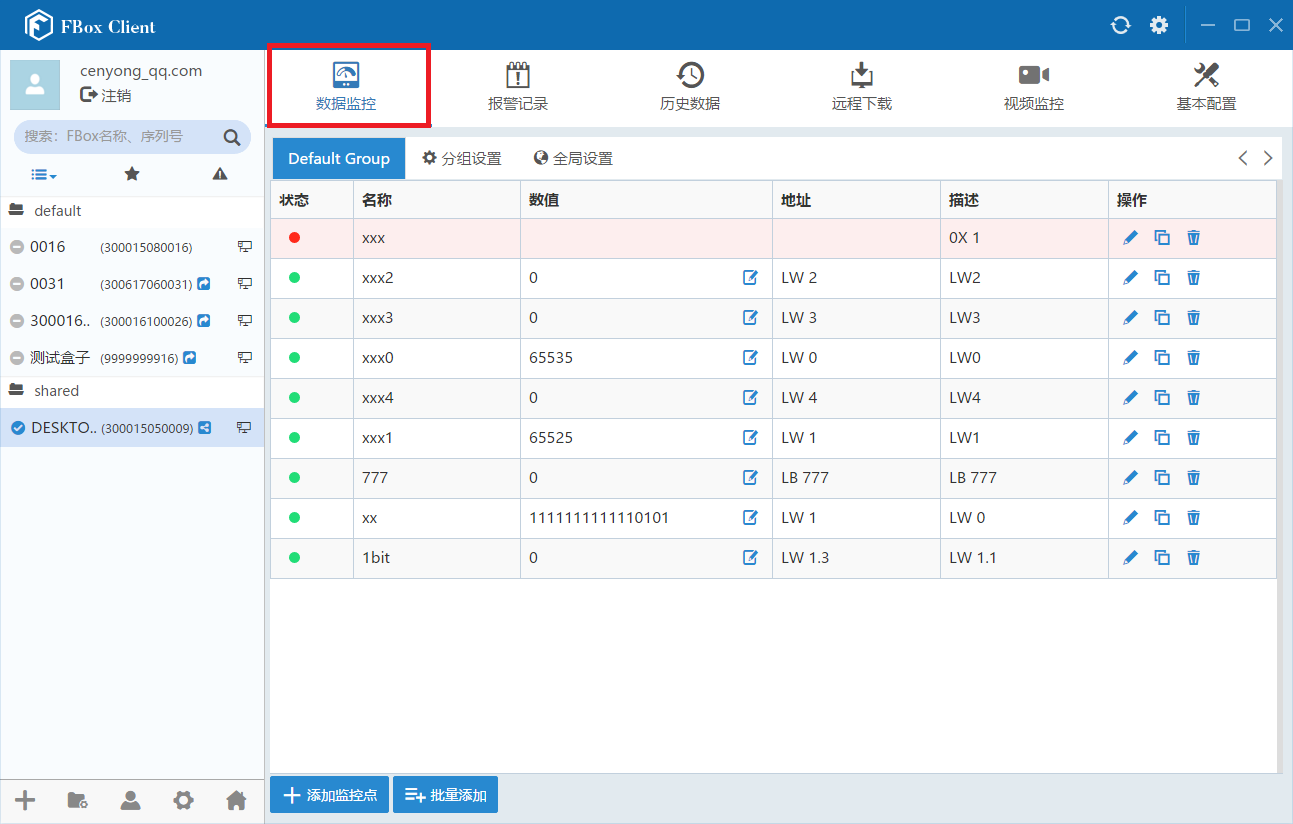 FBox Client
cenyong_qq.com
注销
搜索：FBox名称、序列号
default
0016 (300015080016)
0031 (300617060031)
300016.. (300016100026)
测试盒子 (9999999916)
shared
DESKTO.. (300015050009)
数据监控 报警记录 历史数据 远程下载 视频监控 基本配置
Default Group 分组设置 全局设置
状态 名称 数值 地址 描述 操作
xxx 0X 1
xxx2 0 LW 2 LW2
xxx3 0 LW 3 LW3
xxx0 65535 LW 0 LW0
xxx4 0 LW 4 LW4
xxx1 65525 LW 1 LW1
777 0 LB 777 LB 777
xx 1111111111110101 LW 1 LW 0
1bit 0 LW 1.3 LW 1.1
添加监控点 批量添加